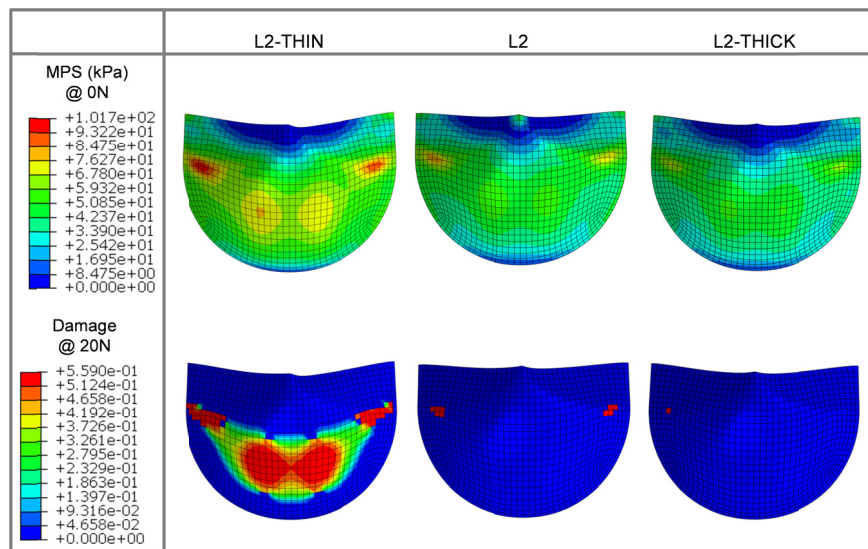 L2-THIN L2 L2-THICK
MPS (kPa)
@ 0N
+1.017e+02
+9.322e+01
+8.475e+01
+7.627e+01
+6.780e+01
+5.932e+01
+5.085e+01
+4.237e+01
+3.390e+01
+2.542e+01
+1.695e+01
+8.475e+00
+0.000e+00
Damage
@ 20N
+5.590e-01
+5.124e-01
+4.658e-01
+4.192e-01
+3.726e-01
+3.261e-01
+2.795e-01
+2.329e-01
+1.863e-01
+1.397e-01
+9.316e-02
+4.658e-02
+0.000e+00